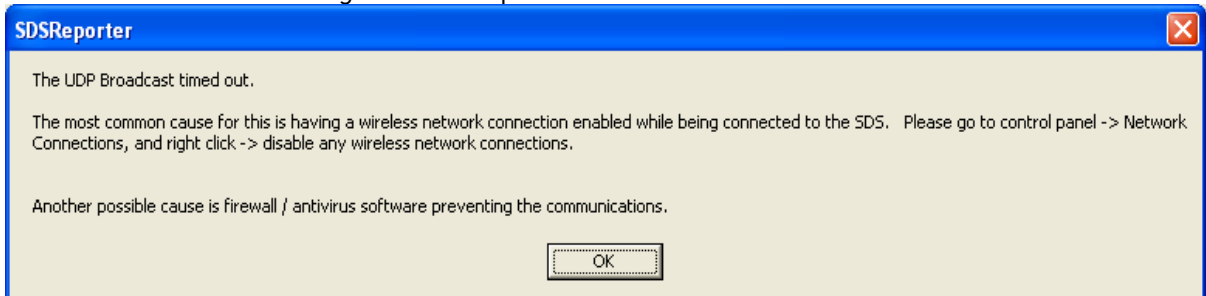 SDSReporter
The UDP Broadcast timed out.
The most common cause for this is having a wireless network connection enabled while being connected to the SDS. Please go to control panel -> Network
Connections, and right click -> disable any wireless network connections.
Another possible cause is firewall / antivirus software preventing the communications.
OK